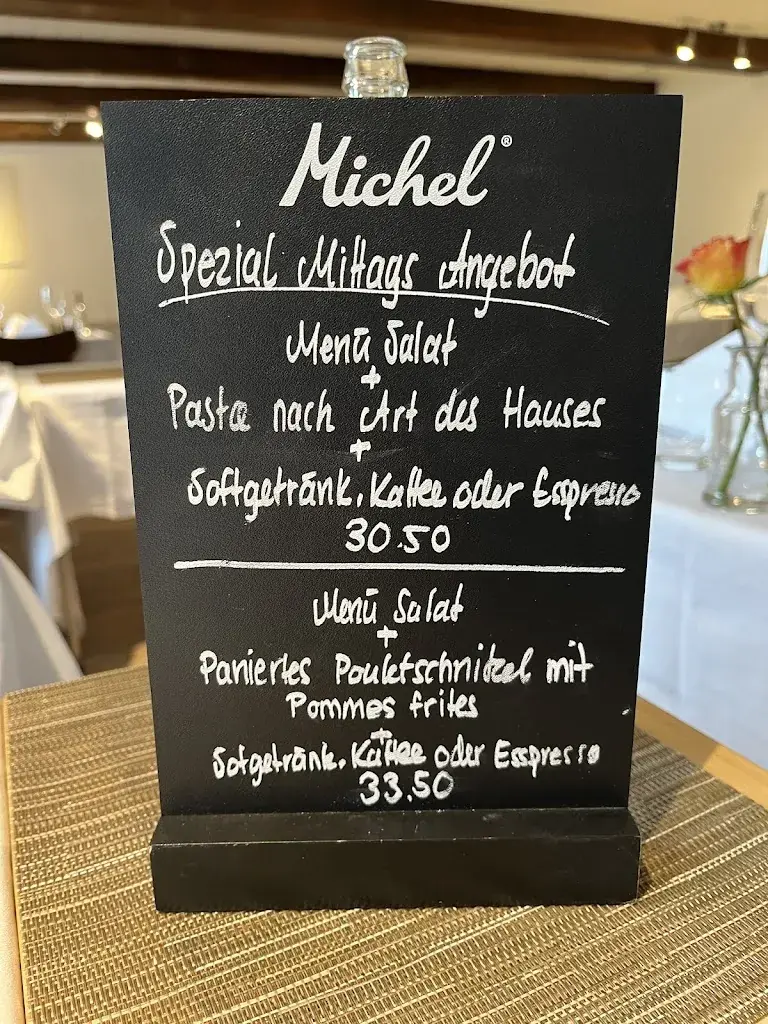 Michel®
Spezial Mittags Angebot
Menü Salat
+
Pasta nach Art des Hauses
+
Softgetränk, Kaffee oder Esspresso
30.50
Menü Salat
+
Paniertes Pouletschnitzel mit
Pommes frites
+
Sofgetränk, Kaffee oder Esspresso
33.50